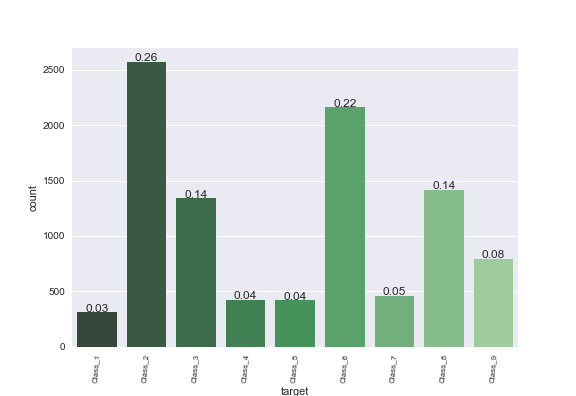 2500
2000
1500
1000
500
0
count
0.03
0.26
0.14
0.04
0.04
0.22
0.05
0.14
0.08
Class_1
Class_2
Class_3
Class_4
Class_5
Class_6
Class_7
Class_8
Class_9
target